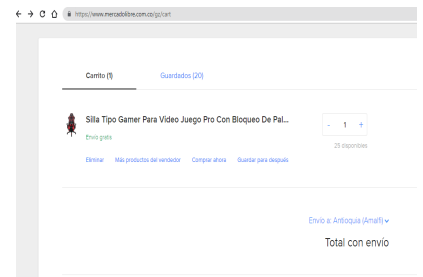 https://www.mercadolibre.com.co/gz/cart
Carrito (1) Guardados (20)
Silla Tipo Gamer Para Video Juego Pro Con Bloqueo De Pal...
- 1 +
Envío gratis
25 disponibles
Eliminar Más productos del vendedor Comprar ahora Guardar para después
Envío a: Antioquia (Amalfi)
Total con envío